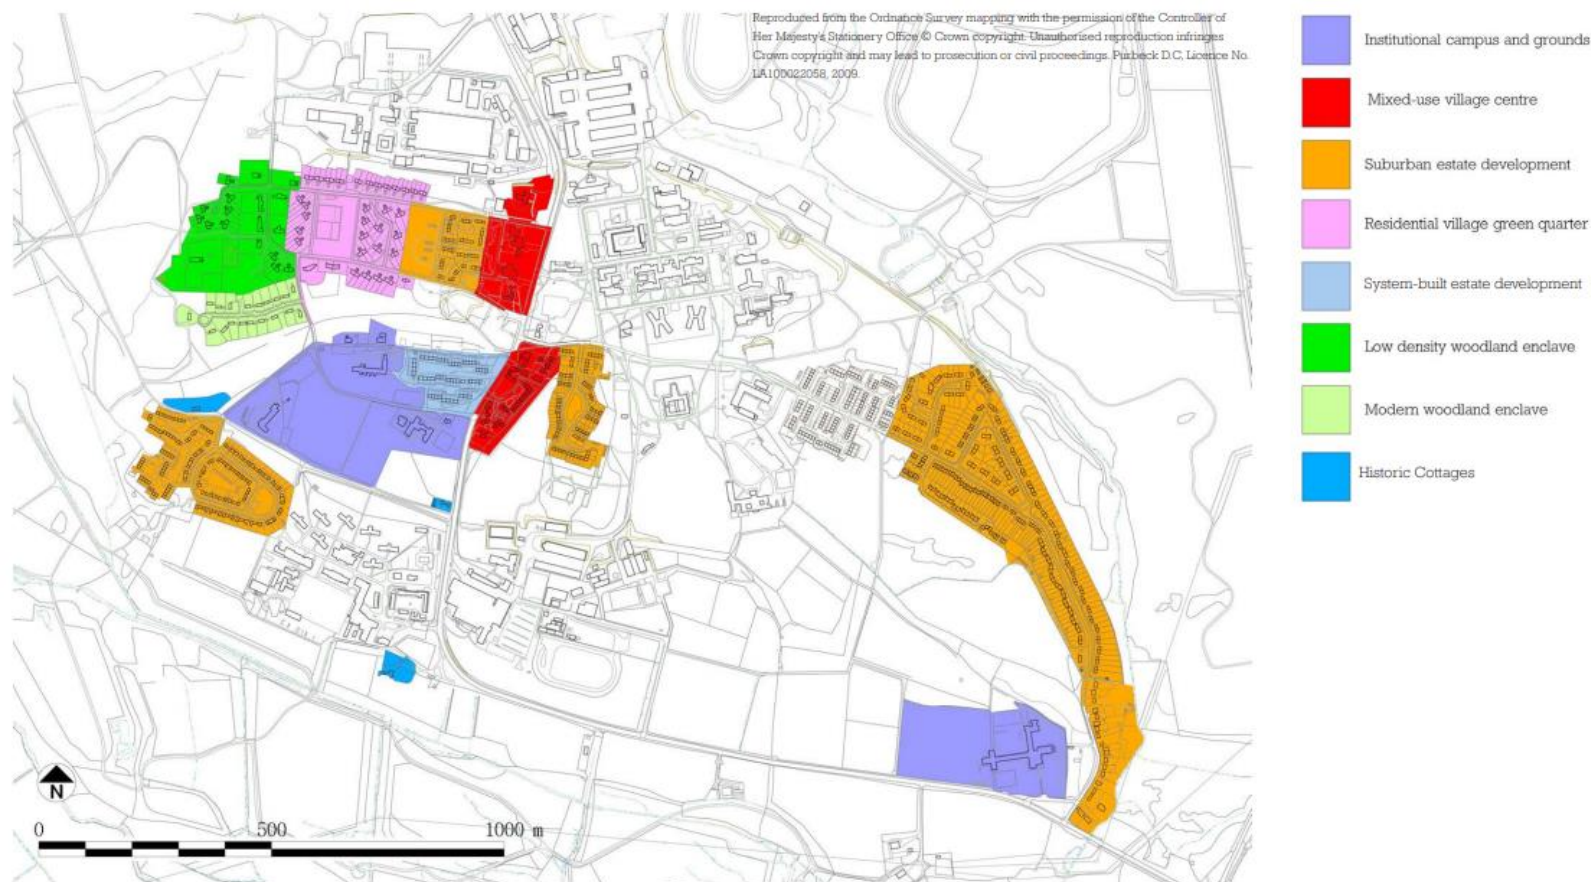 Reproduced from the Ordnance Survey mapping with the permission of the Controller of
Her Majesty's Stationery Office © Crown copyright. Unauthorised reproduction infringes
Crown copyright and may lead to prosecution or civil proceedings. Purbeck D.C. Licence No.
LA100022058, 2009.
Institutional campus and grounds
Mixed-use village centre
Suburban estate development
Residential village green quarter
System-built estate development
Low density woodland enclave
Modern woodland enclave
Historic Cottages
N
0 500 1000 m